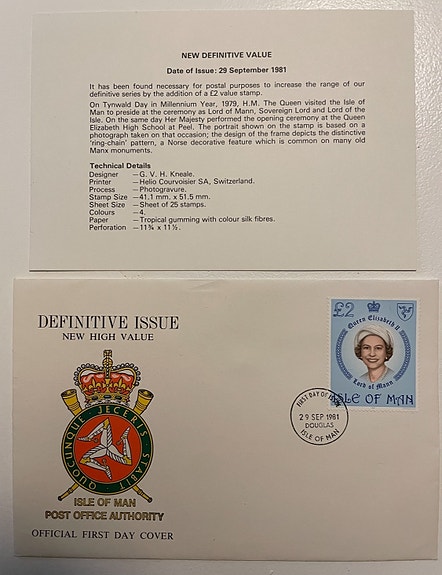 NEW DEFINITIVE VALUE
Date of Issue: 29 September 1981
It has been found necessary for postal purposes to increase the range of our
definitive series by the addition of a £2 value stamp.
On Tynwald Day in Millennium Year, 1979, H.M. The Queen visited the Isle of
Man to preside at the ceremony as Lord of Mann, Sovereign Lord and Lord of the
Isle. On the same day Her Majesty performed the opening ceremony at the Queen
Elizabeth High School at Peel. The portrait shown on the stamp is based on a
photograph taken on that occasion; the design of the frame depicts the distinctive
'ring-chain' pattern, a Norse decorative feature which is common on many old
Manx monuments.
Technical Details
Designer — G. V. H. Kneale.
Printer — Helio Courvoisier SA, Switzerland.
Process — Photogravure.
Stamp Size — 41.1 mm. x 51.5 mm.
Sheet Size — Sheet of 25 stamps.
Colours — 4.
Paper — Tropical gumming with colour silk fibres.
Perforation — 11¾ x 11½.
DEFINITIVE ISSUE
NEW HIGH VALUE
QUOCUNQUE JECERIS STABIT
ISLE OF MAN
POST OFFICE AUTHORITY
OFFICIAL FIRST DAY COVER
£2
Queen Elizabeth II
Lord of Mann
ISLE OF MAN
FIRST DAY OF ISSUE
29 SEP 1981
DOUGLAS
ISLE OF MAN